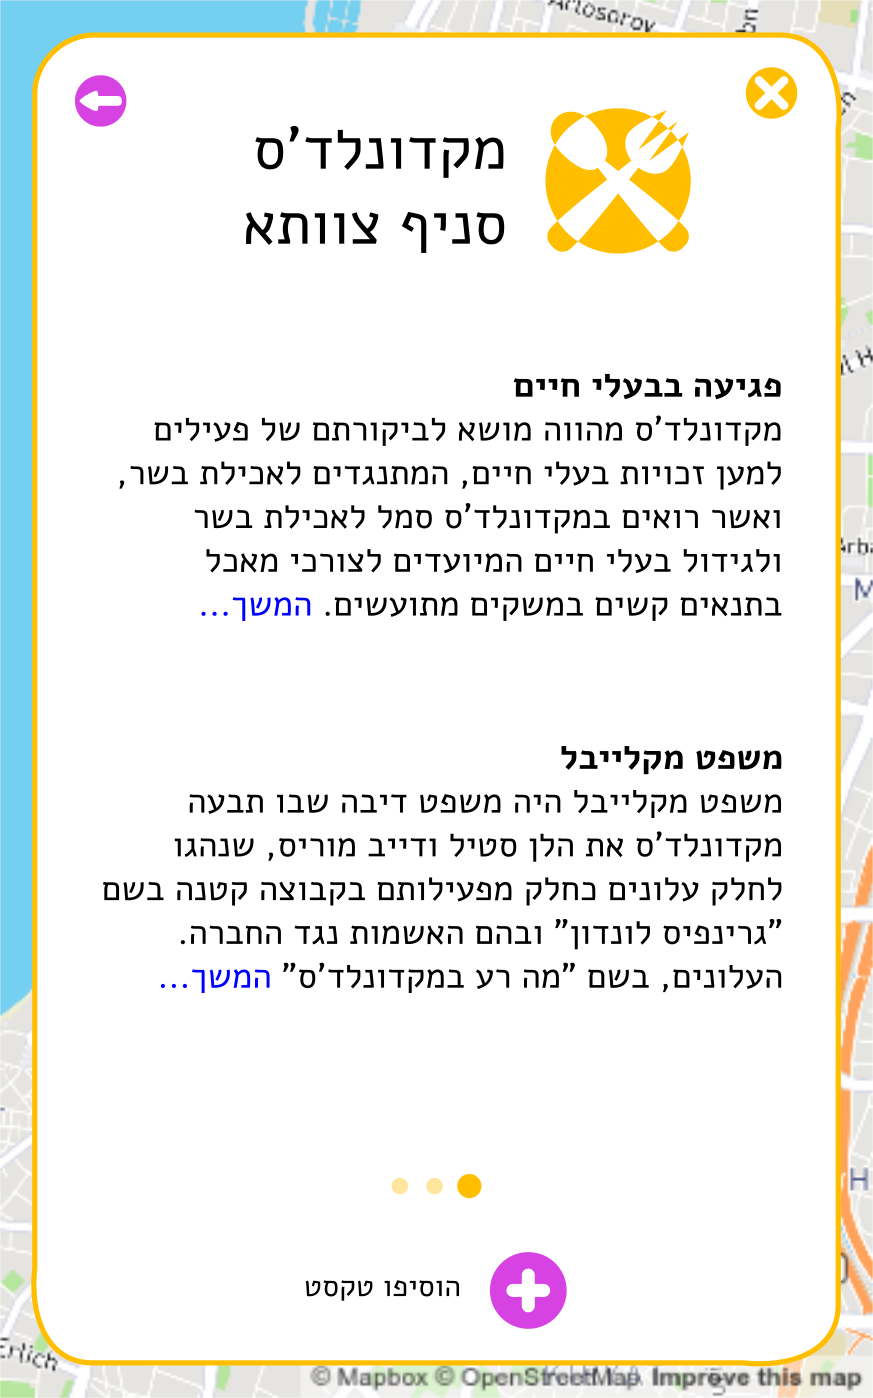 Arlosorov
מקדונלד'ס
סניף צוותא
פגיעה בבעלי חיים
מקדונלד'ס מהווה מושא לביקורתם של פעילים
למען זכויות בעלי חיים, המתנגדים לאכילת בשר,
ואשר רואים במקדונלד'ס סמל לאכילת בשר
ולגידול בעלי חיים המיועדים לצורכי מאכל
בתנאים קשים במשקים מתועשים. המשך...
משפט מקלייבל
משפט מקלייבל היה משפט דיבה שבו תבעה
מקדונלד'ס את הלן סטיל ודייב מוריס, שנהגו
לחלק עלונים כחלק מפעילותם בקבוצה קטנה בשם
"גרינפיס לונדון" ובהם האשמות נגד החברה.
העלונים, בשם "מה רע במקדונלד'ס" המשך...
הוסיפו טקסט
Erlich
© Mapbox © OpenStreetMap Improve this map